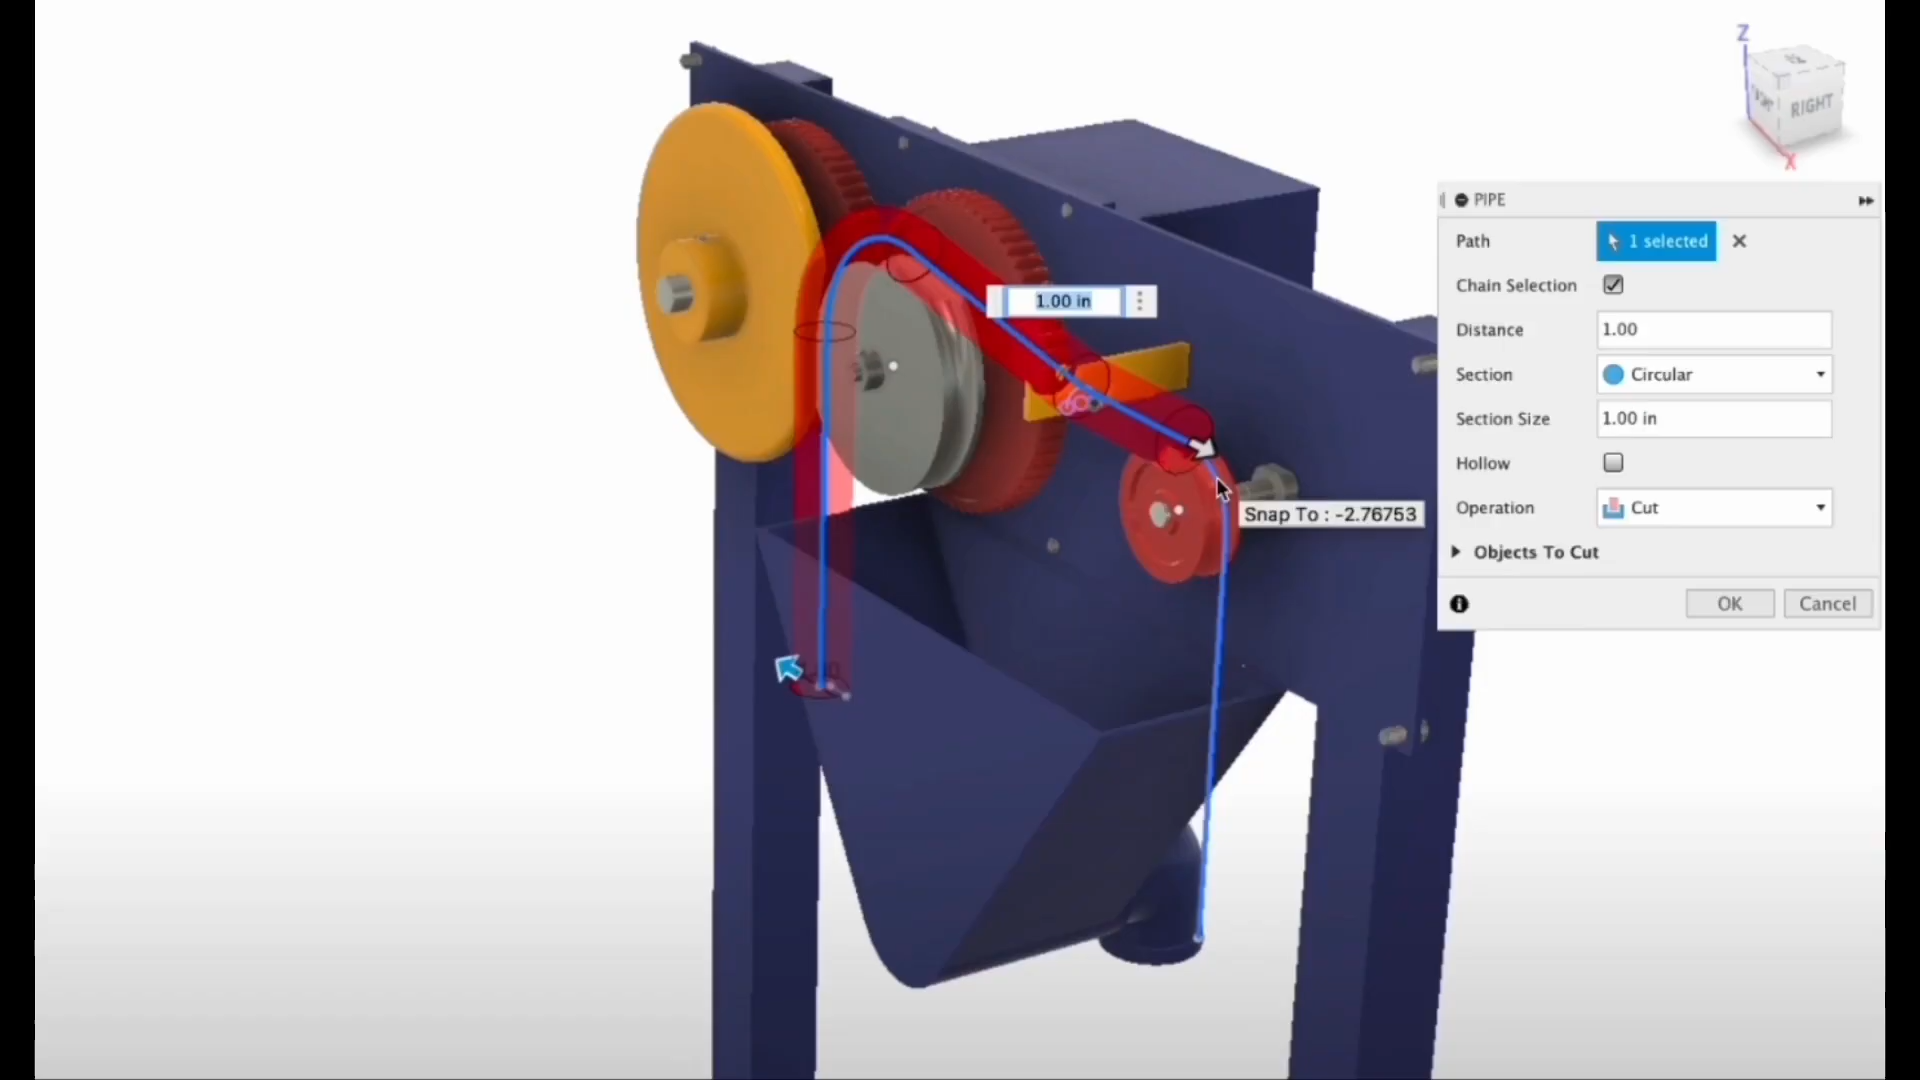 Z
RIGHT
X
PIPE
Path
1 selected
Chain Selection
1.00 in
Distance
1.00
Section
Circular
Section Size
1.00 in
Hollow
Operation
Cut
Snap To : -2.76753
Objects To Cut
OK
Cancel